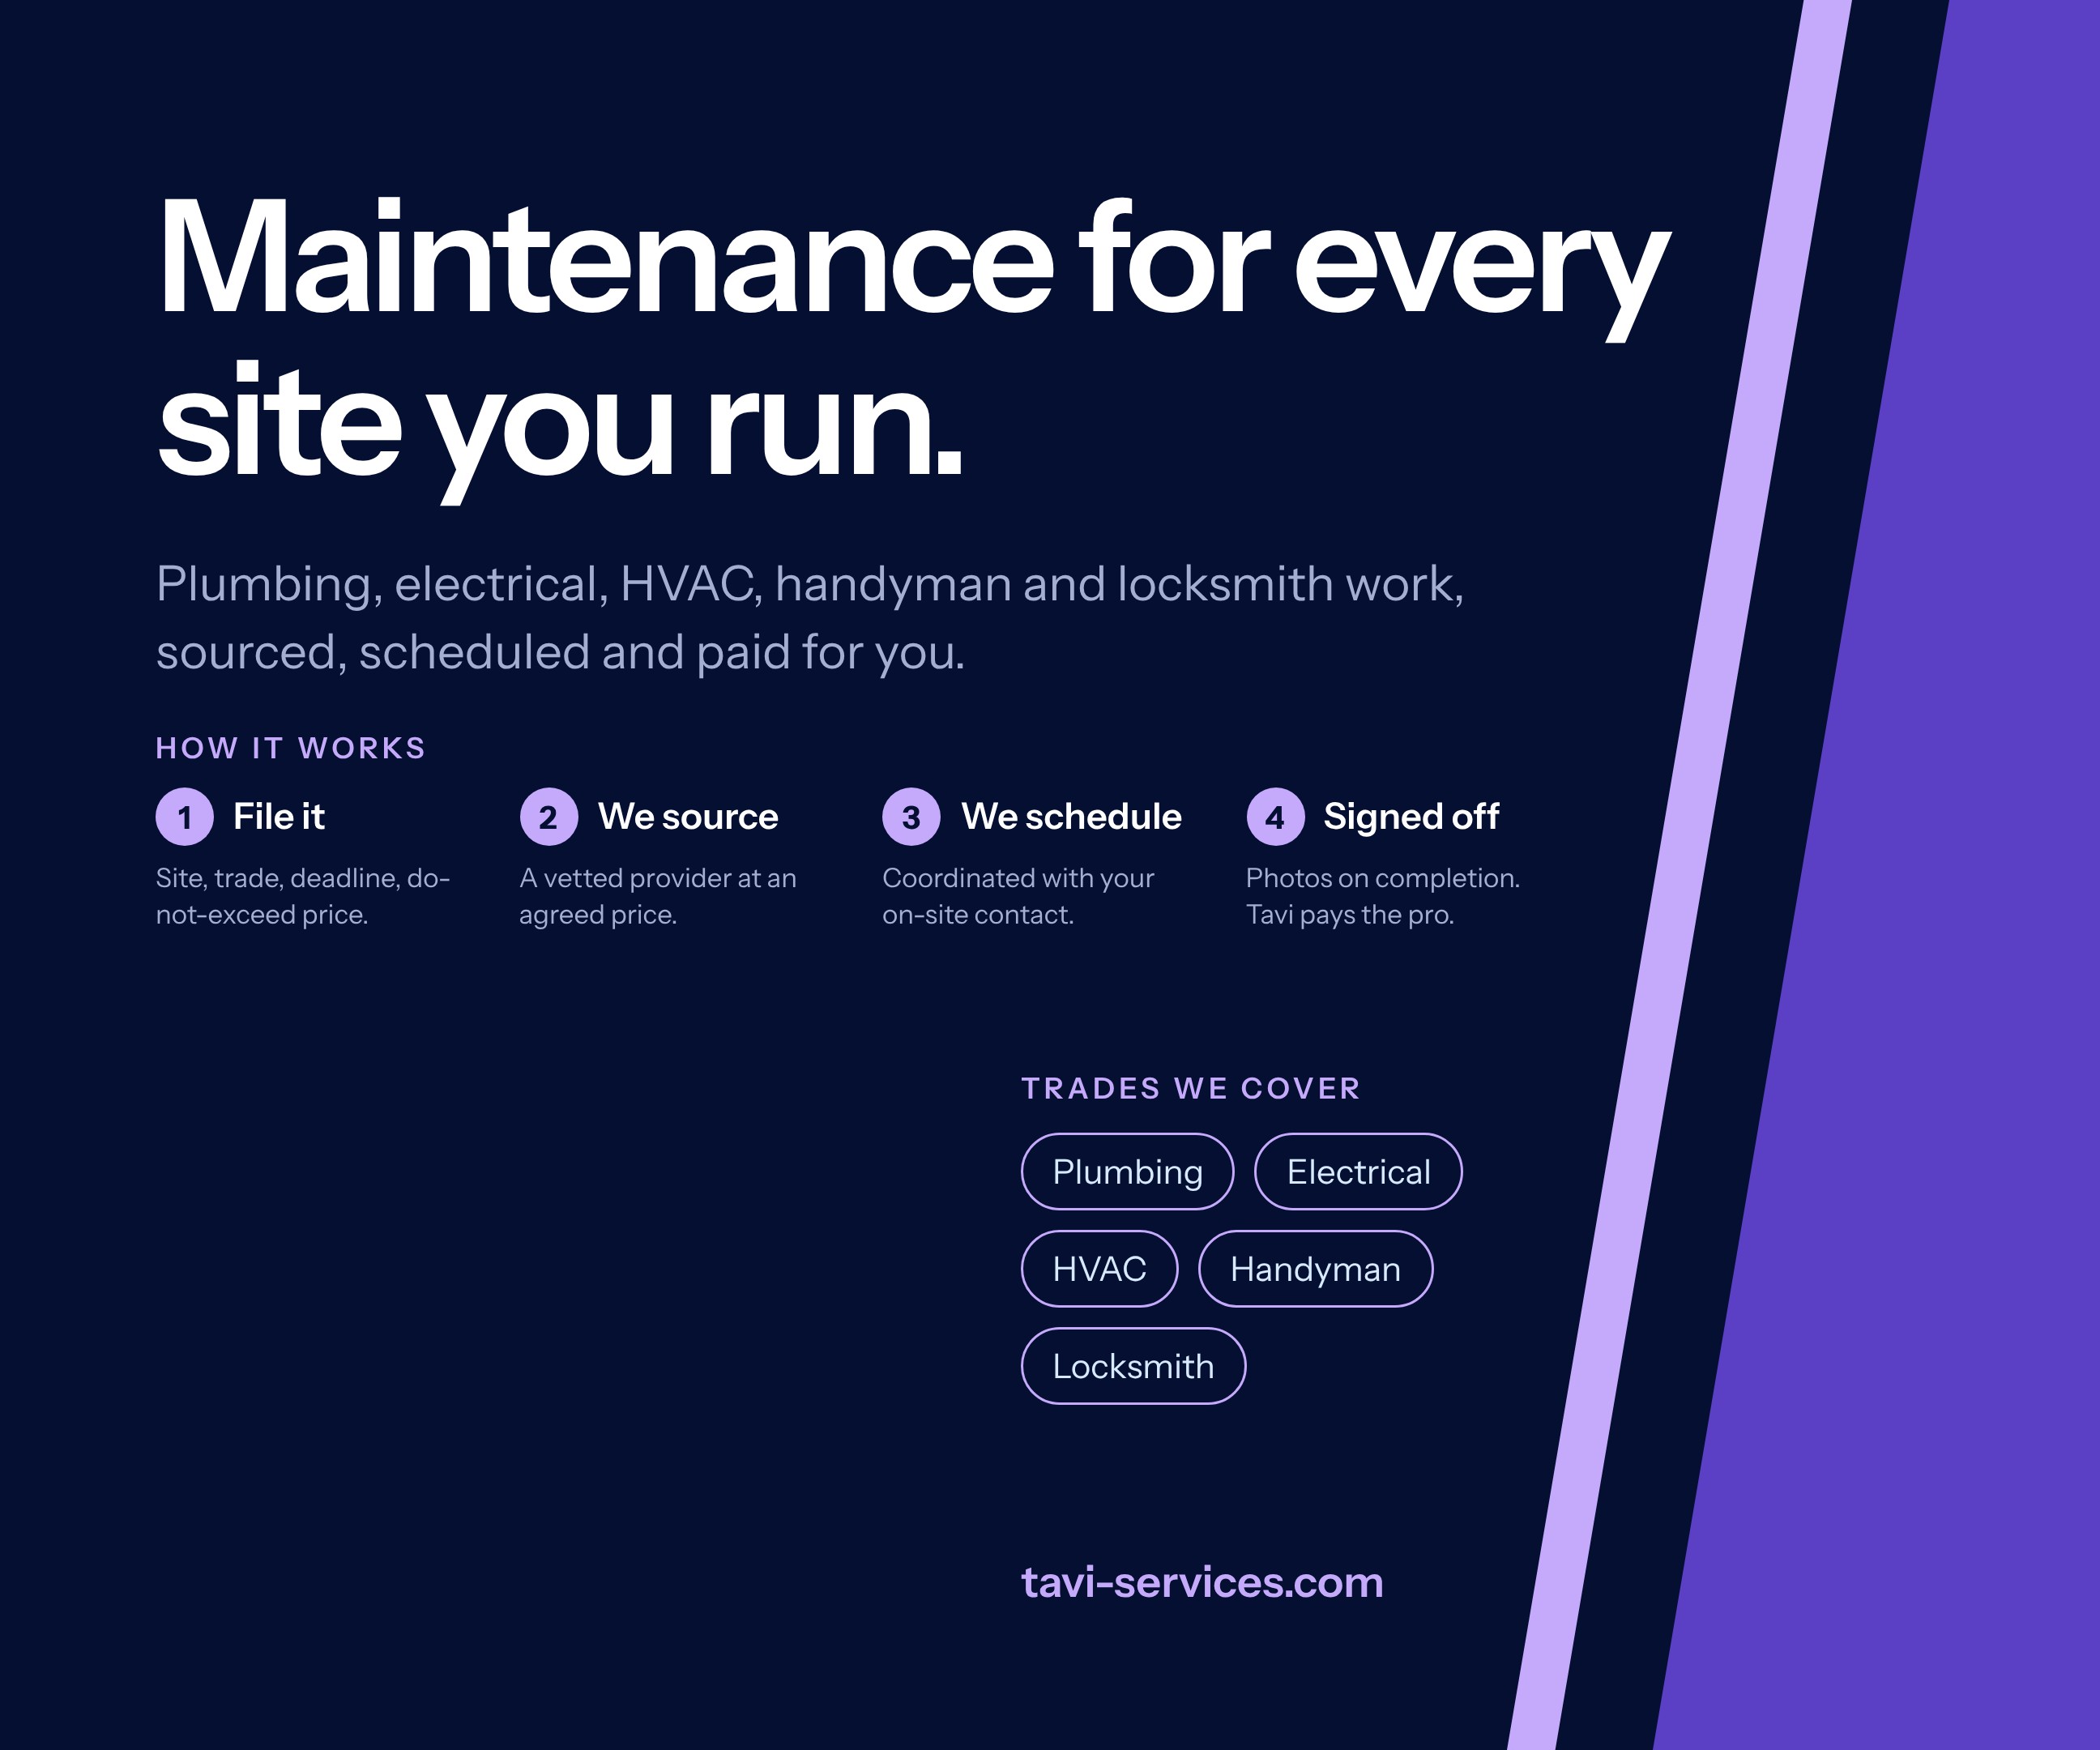 Maintenance for every
site you run.
Plumbing, electrical, HVAC, handyman and locksmith work,
sourced, scheduled and paid for you.
HOW IT WORKS
1 File it
Site, trade, deadline, do-
not-exceed price.
2 We source
A vetted provider at an
agreed price.
3 We schedule
Coordinated with your
on-site contact.
4 Signed off
Photos on completion.
Tavi pays the pro.
TRADES WE COVER
Plumbing
Electrical
HVAC
Handyman
Locksmith
tavi-services.com